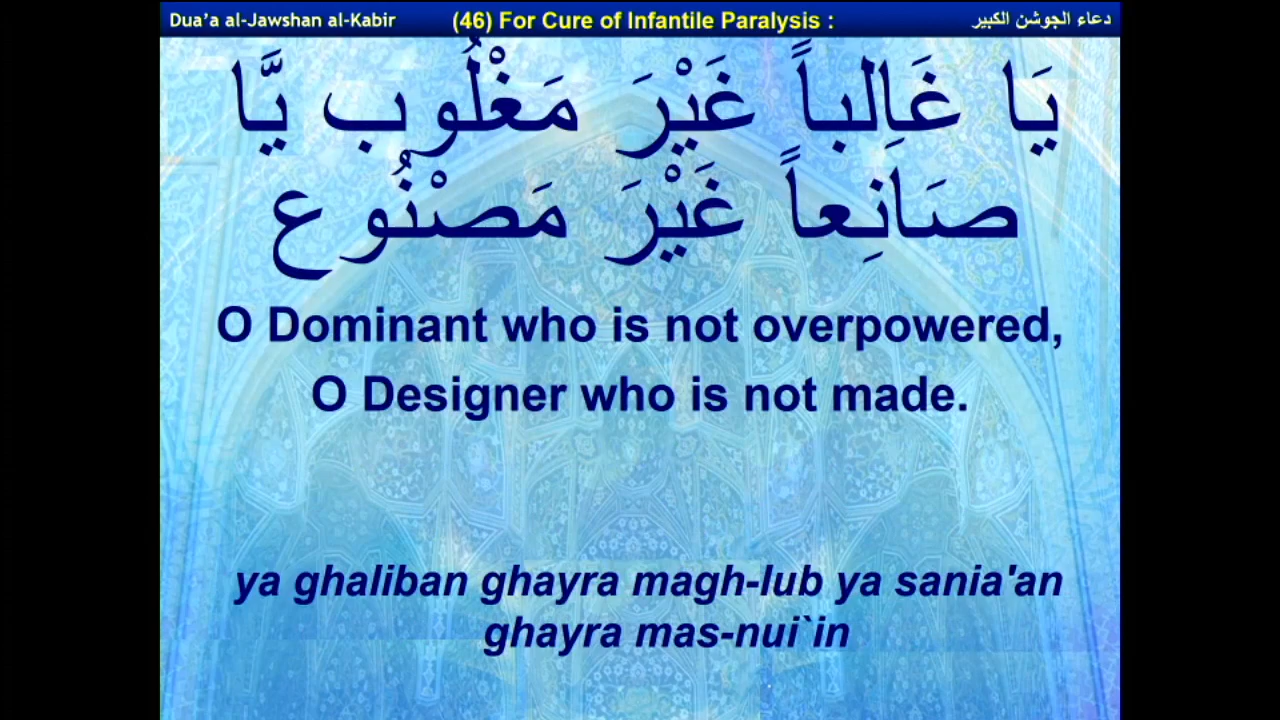 Dua’a al-Jawshan al-Kabir (46) For Cure of Infantile Paralysis : دعاء الجوشن الكبير
يَا غَالِباً غَيْرَ مَغْلُوب يَّا
صَانِعاً غَيْرَ مَصْنُوع
O Dominant who is not overpowered,
O Designer who is not made.
ya ghaliban ghayra magh-lub ya sania'an
ghayra mas-nui`in